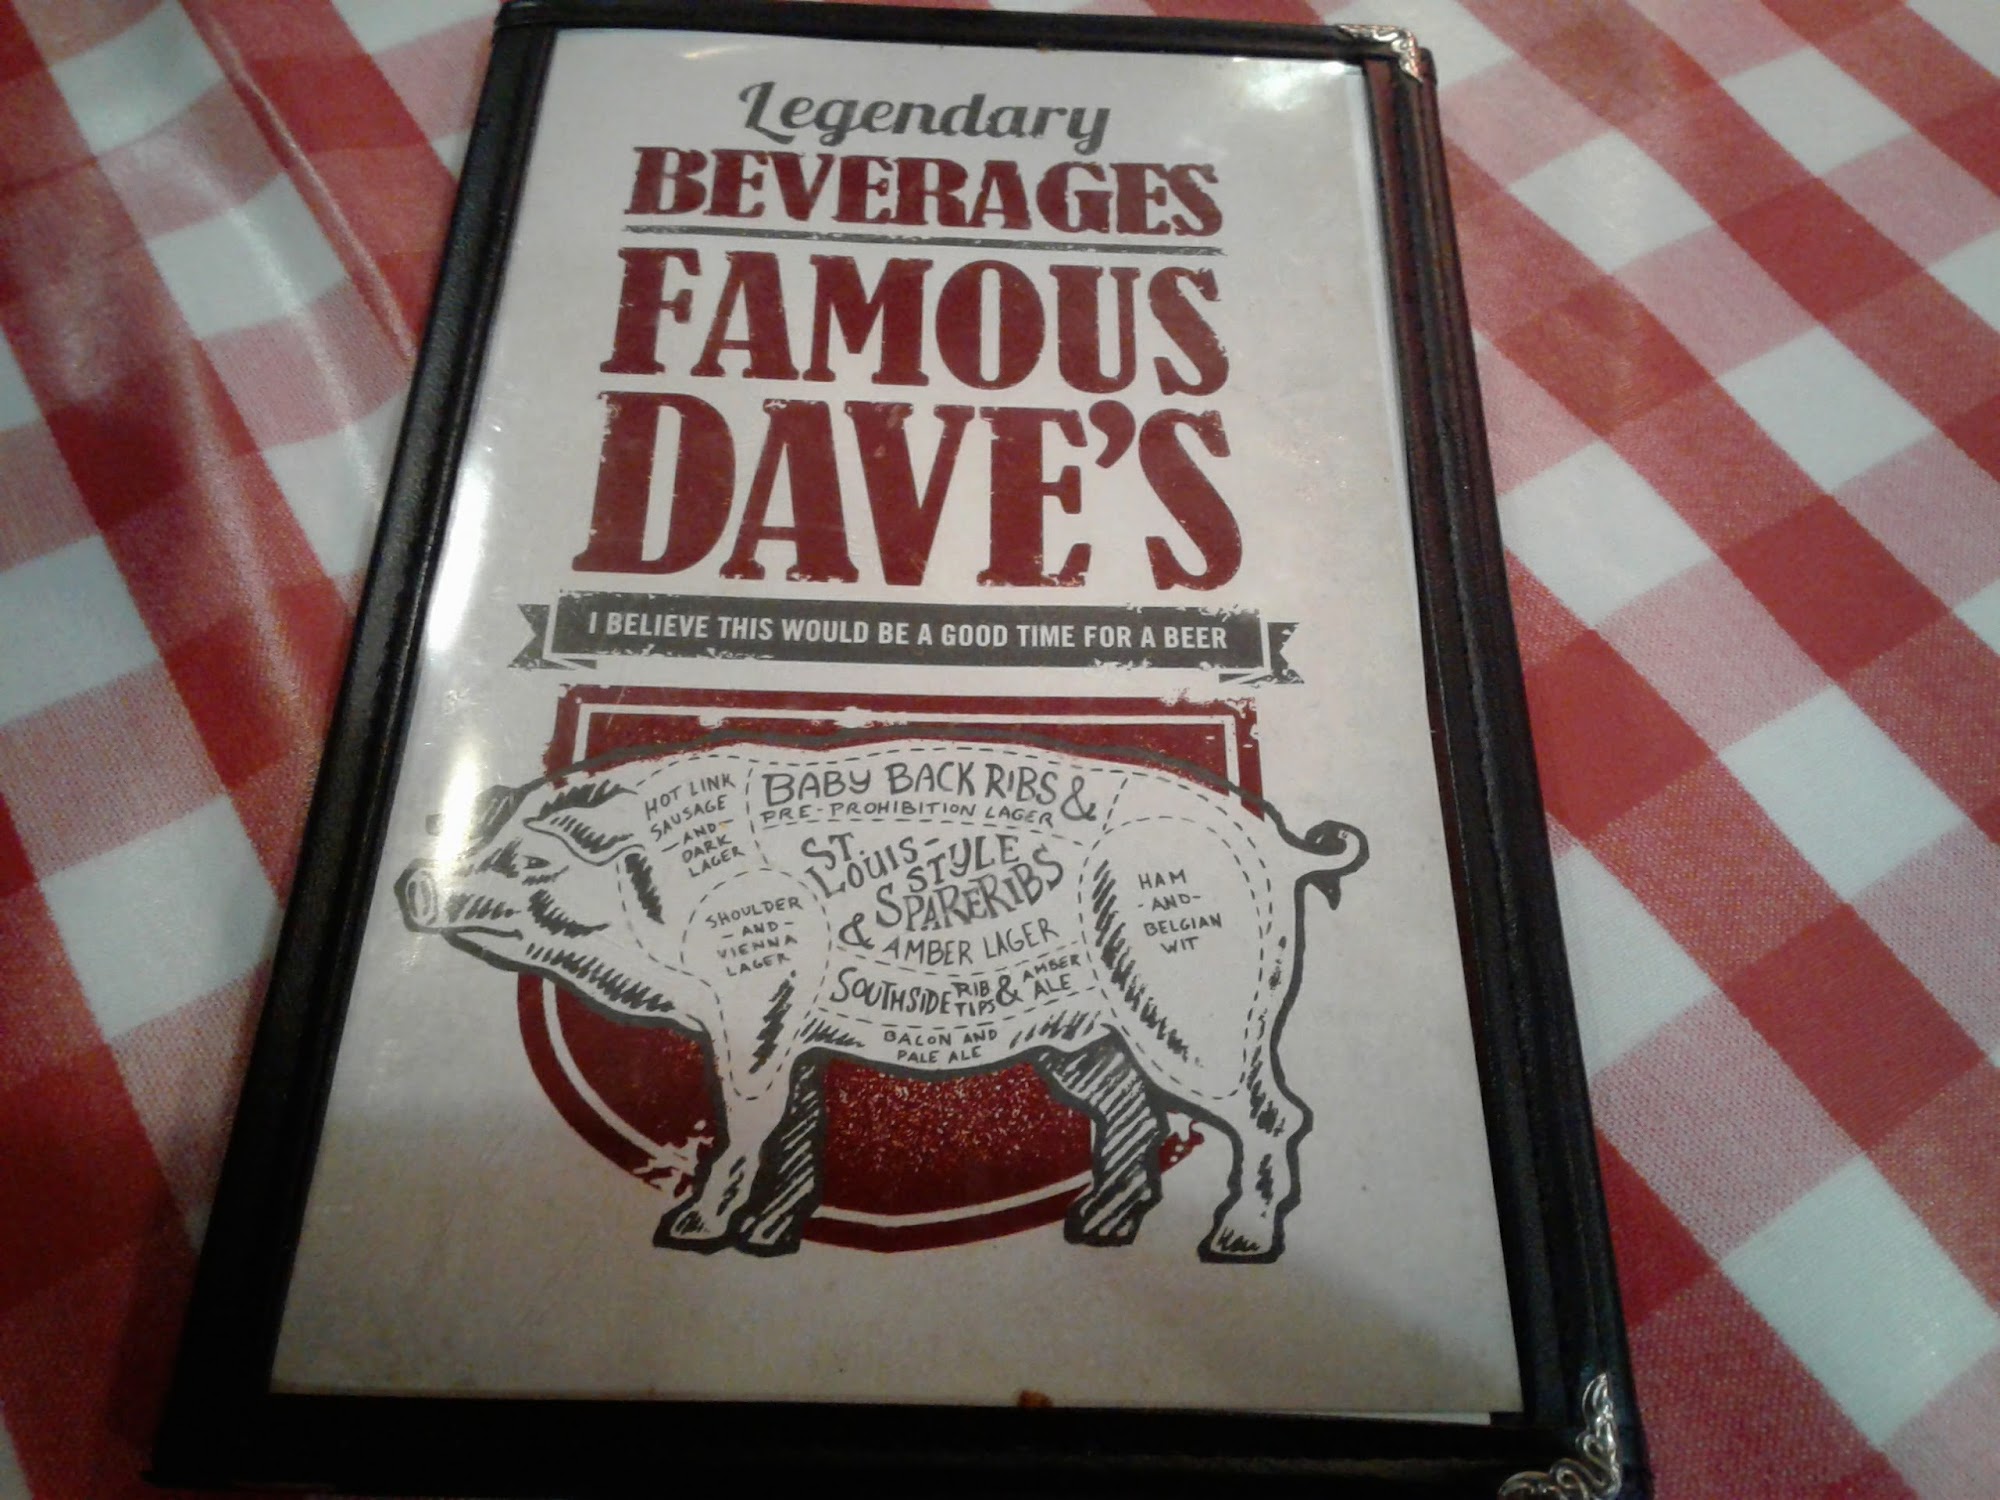 Legendary
BEVERAGES
FAMOUS
DAVE'S
I BELIEVE THIS WOULD BE A GOOD TIME FOR A BEER
HOT LINK
SAUSAGE
-AND-
DARK
LAGER
BABY BACK RIBS &
PRE-PROHIBITION LAGER
ST.
LOUIS-
STYLE
SPARERIBS
& AMBER LAGER
SHOULDER
-AND-
VIENNA
LAGER
HAM
-AND-
BELGIAN
WIT
SOUTHSIDE RIB TIPS & AMBER ALE
BACON AND
PALE ALE